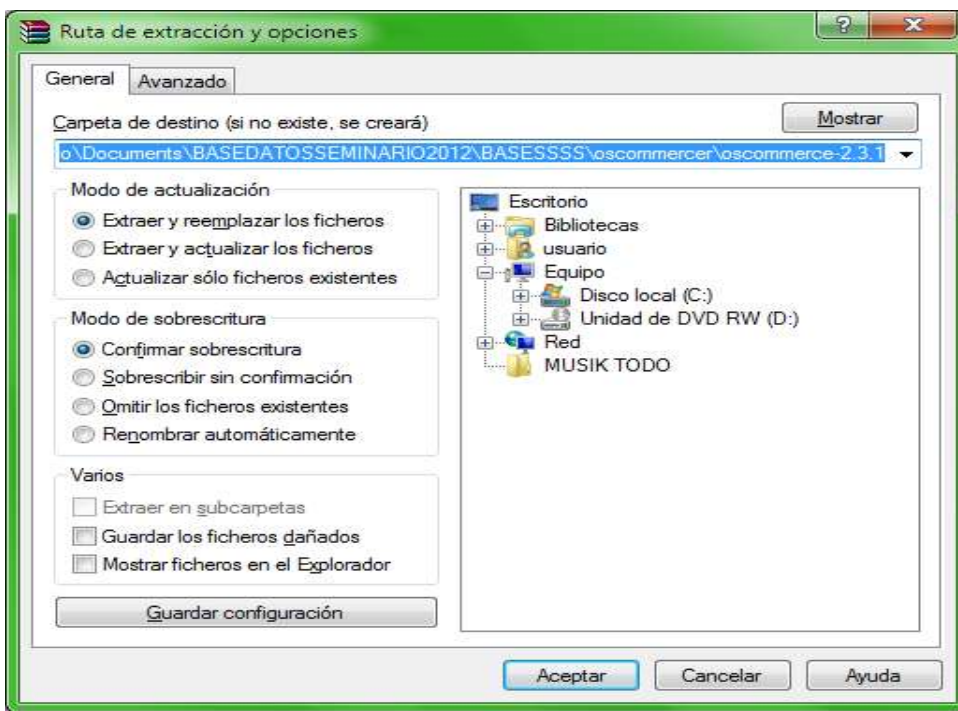 Ruta de extracción y opciones
General
Avanzado
Carpeta de destino (si no existe, se creará)
Mostrar
o\Documents\BASEDATOSSEMINARIO2012\BASESSSS\oscommercer\oscommerce-2.3.1
Modo de actualización
Extraer y reemplazar los ficheros
Extraer y actualizar los ficheros
Actualizar sólo ficheros existentes
Modo de sobrescritura
Confirmar sobrescritura
Sobrescribir sin confirmación
Omitir los ficheros existentes
Renombrar automáticamente
Varios
Extraer en subcarpetas
Guardar los ficheros dañados
Mostrar ficheros en el Explorador
Guardar configuración
Escritorio
Bibliotecas
usuario
Equipo
Disco local (C:)
Unidad de DVD RW (D:)
Red
MUSIK TODO
Aceptar
Cancelar
Ayuda